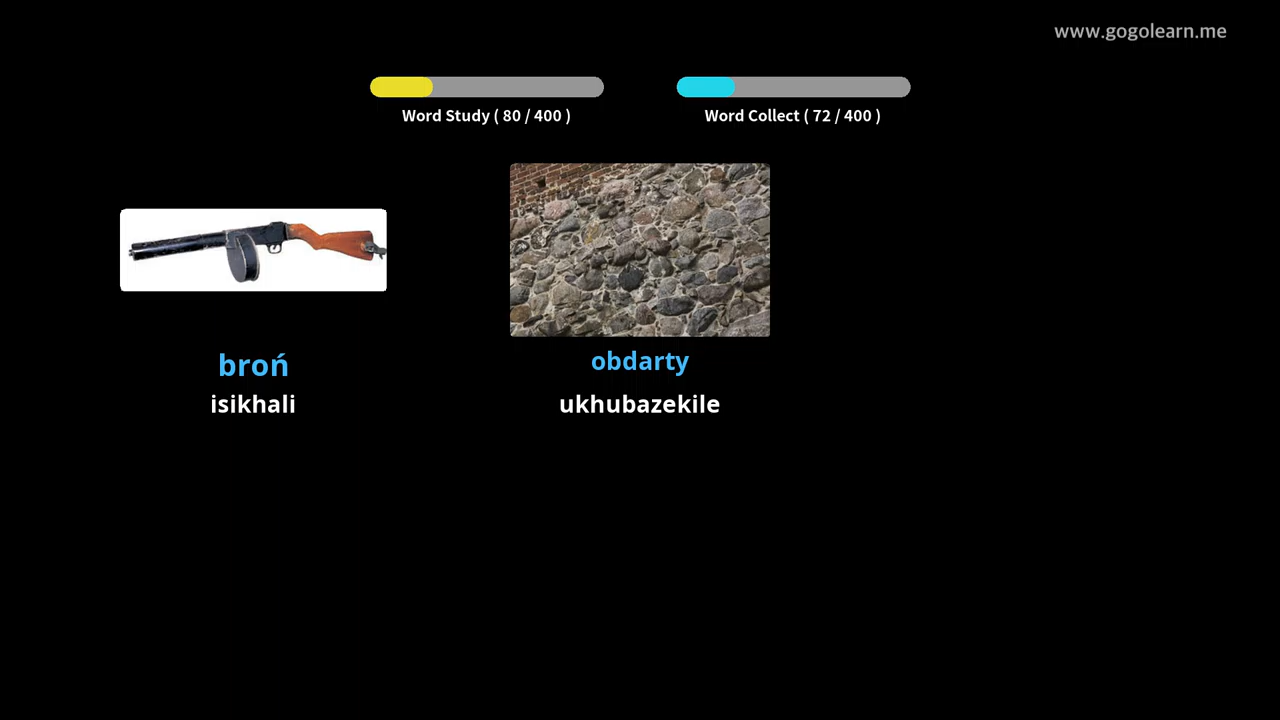 www.gogolearn.me
Word Study ( 80 / 400 )
Word Collect ( 72 / 400 )
broń
isikhali
obdarty
ukhubazekile